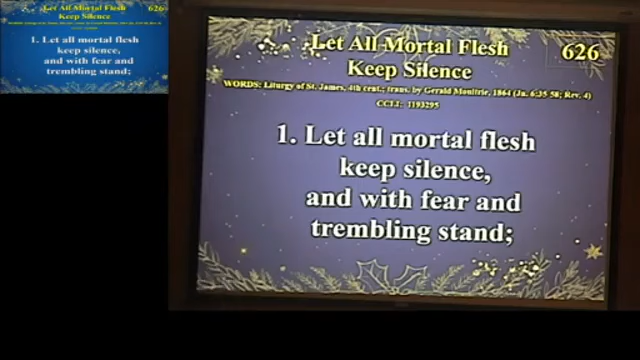 Let All Mortal Flesh
Keep Silence
626
1. Let all mortal flesh
keep silence,
and with fear and
trembling stand;
Let All Mortal Flesh
Keep Silence
626
WORDS: Liturgy of St. James, 4th cent.; trans. by Gerald Moultrie, 1864 (Jn. 6:35-58; Rev. 4)
CCLI: 1193295
1. Let all mortal flesh
keep silence,
and with fear and
trembling stand;